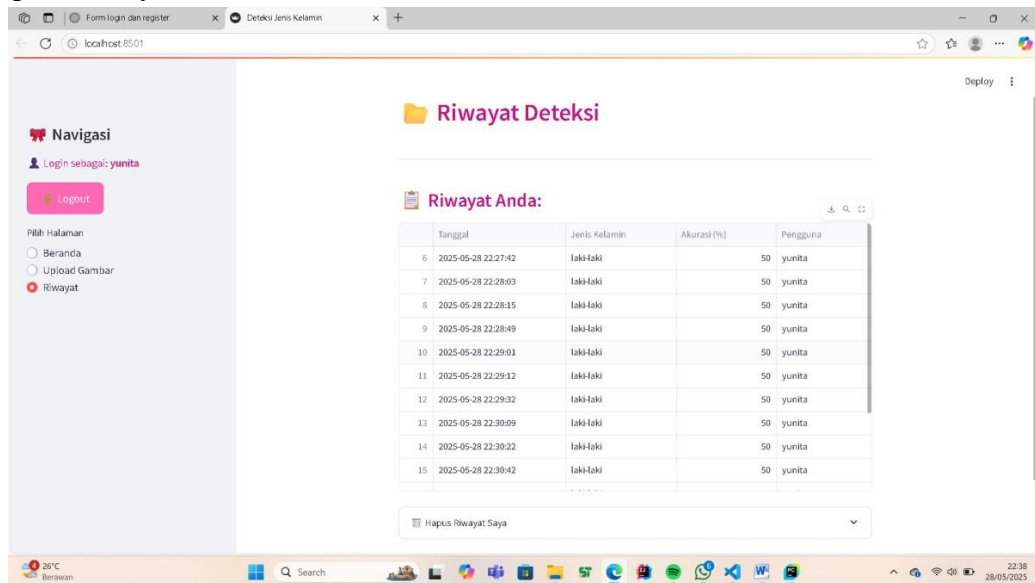 Form login dan register
Deteksi Jenis Kelamin
localhost:8501
Deploy
Navigasi
Login sebagai: yunita
Logout
Pilih Halaman
Beranda
Upload Gambar
Riwayat
Riwayat Deteksi
Riwayat Anda:
Tanggal Jenis Kelamin Akurasi (%) Pengguna
6 2025-05-28 22:27:42 laki-laki 50 yunita
7 2025-05-28 22:28:03 laki-laki 50 yunita
8 2025-05-28 22:28:15 laki-laki 50 yunita
9 2025-05-28 22:28:49 laki-laki 50 yunita
10 2025-05-28 22:29:01 laki-laki 50 yunita
11 2025-05-28 22:29:12 laki-laki 50 yunita
12 2025-05-28 22:29:32 laki-laki 50 yunita
13 2025-05-28 22:30:09 laki-laki 50 yunita
14 2025-05-28 22:30:22 laki-laki 50 yunita
15 2025-05-28 22:30:42 laki-laki 50 yunita
Hapus Riwayat Saya
26°C
Berawan
Search
22:38
28/05/2025